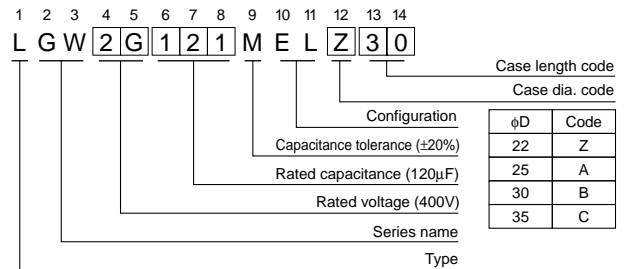 1 2 3 4 5 6 7 8 9 10 11 12 13 14
L G W 2 G 1 2 1 M E L Z 3 0
Case length code
Case dia. code
Configuration
Capacitance tolerance (±20%)
Rated capacitance (120μF)
Rated voltage (400V)
Series name
Type
φD Code
22 Z
25 A
30 B
35 C